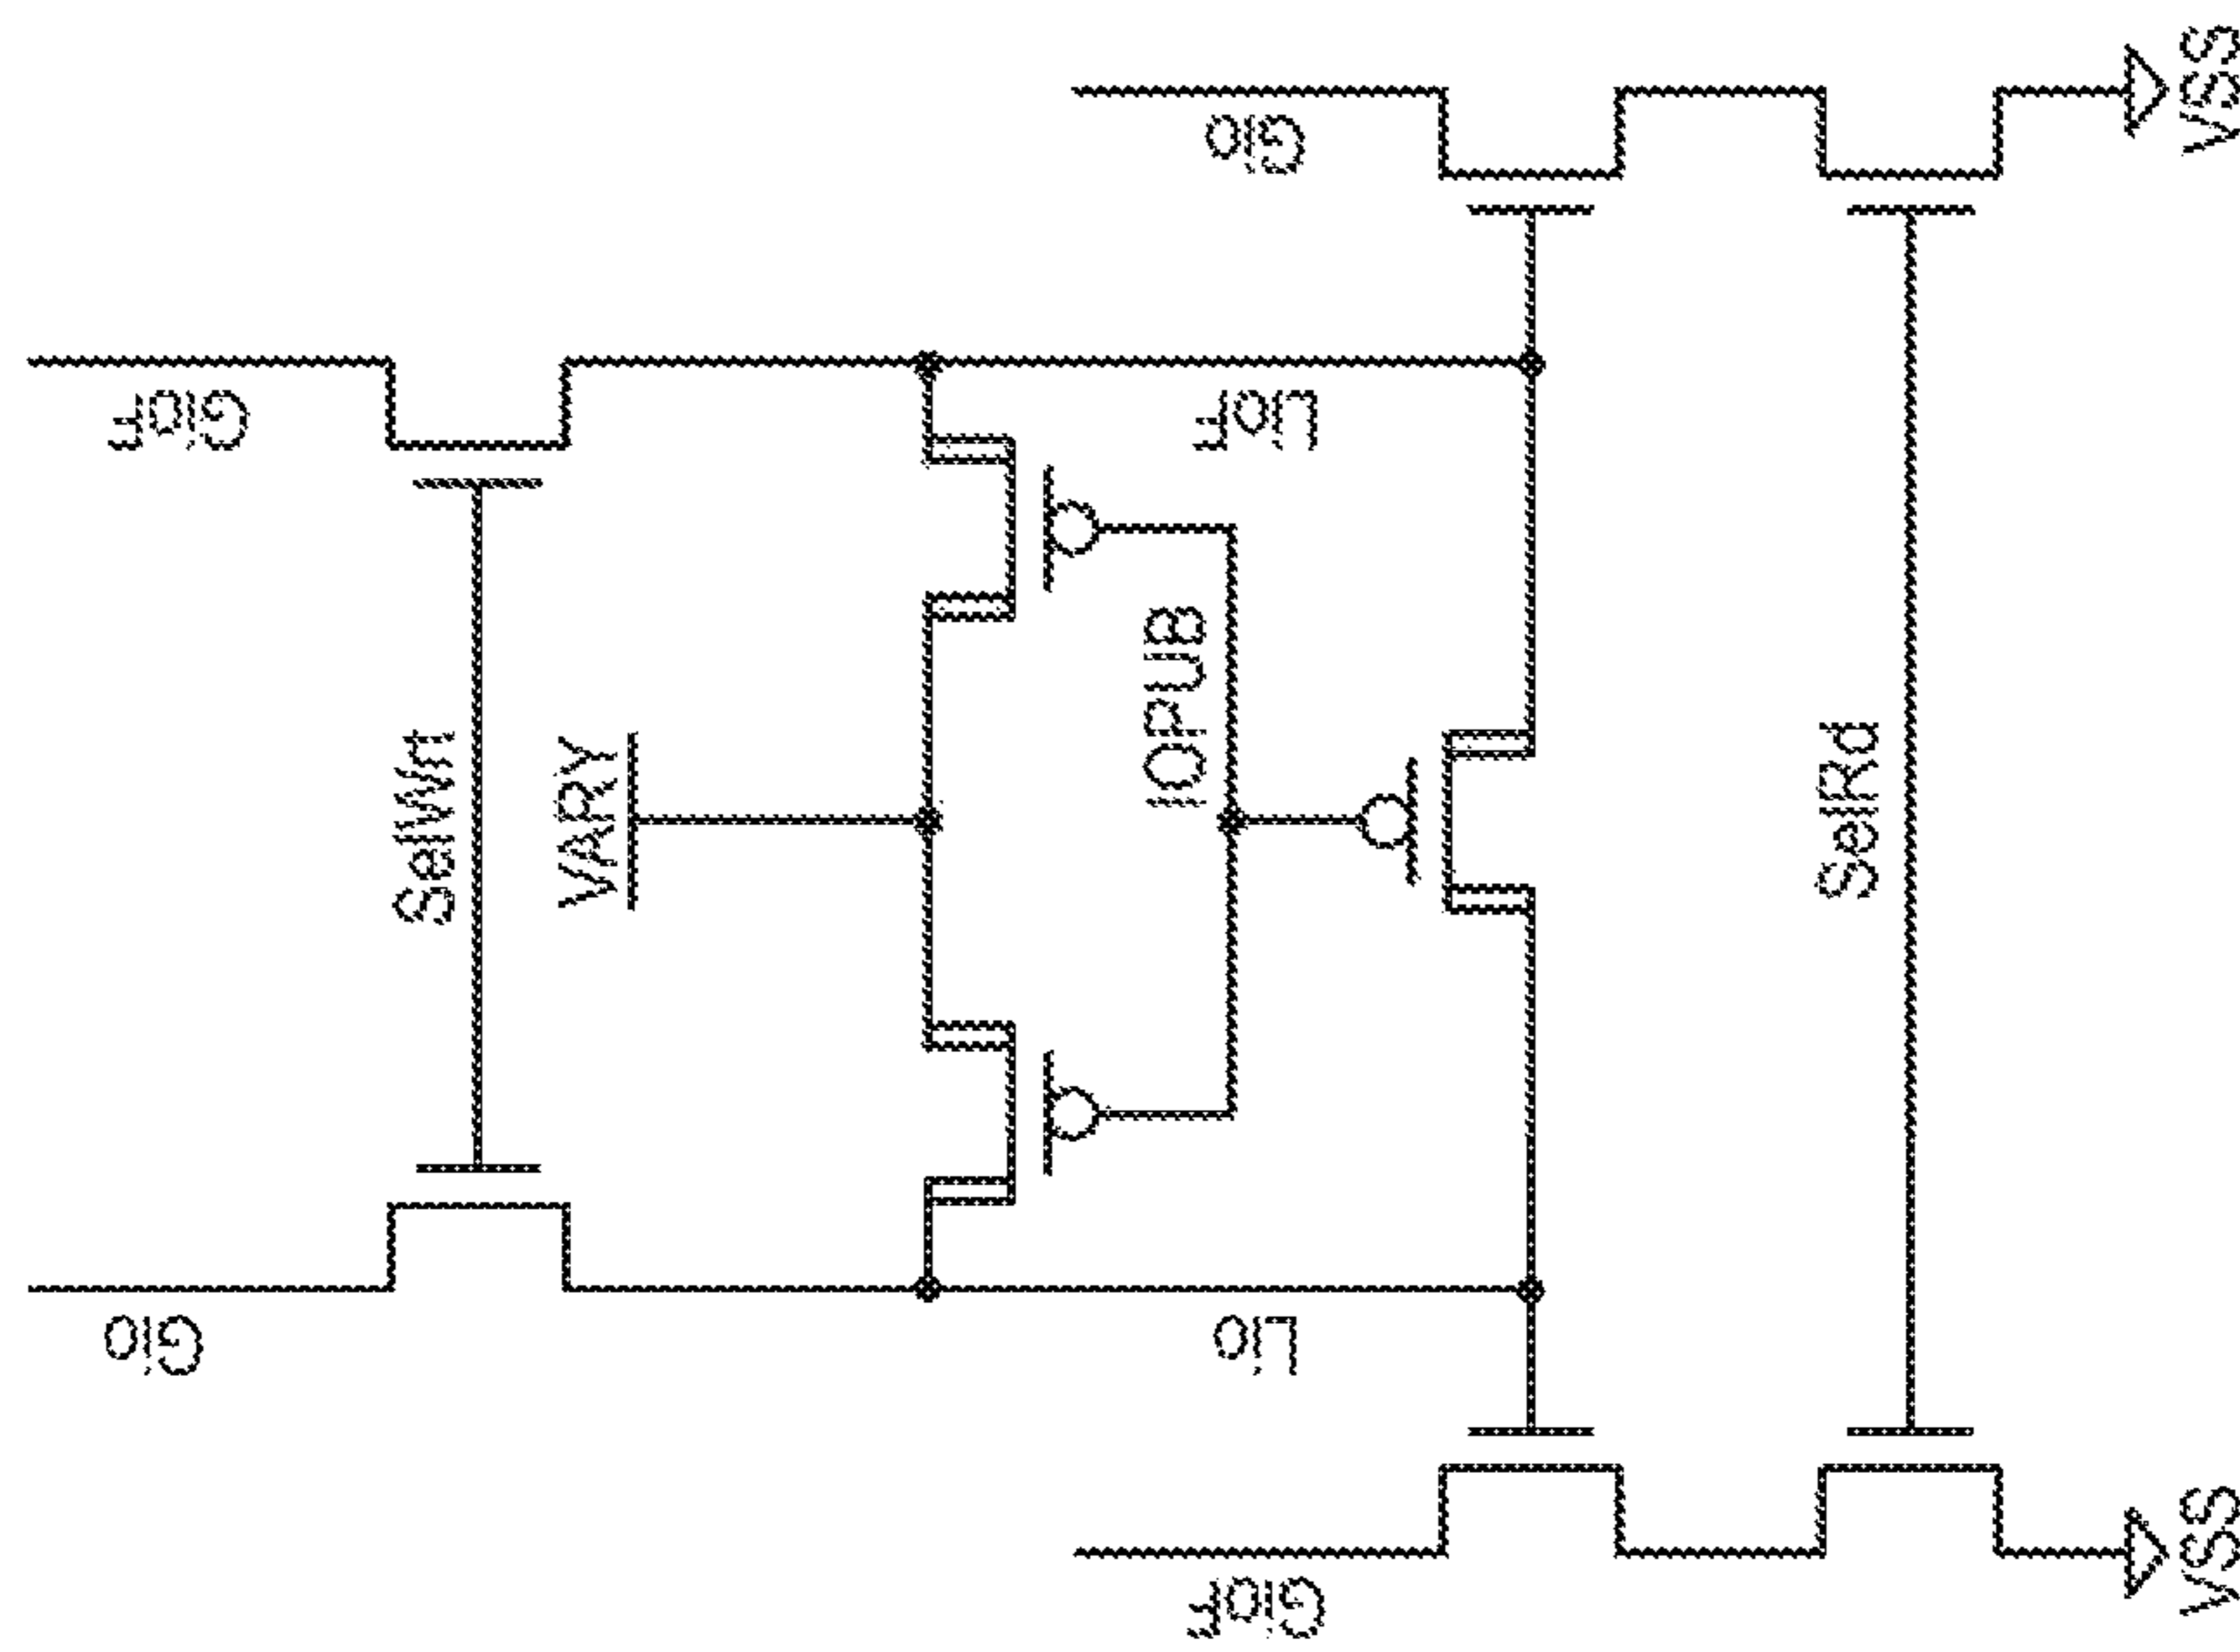 Gio
GioF
SelWrt
VARY
IOPUB
Lio
LioF
GioF
Gio
SelRd
VSS
VSS